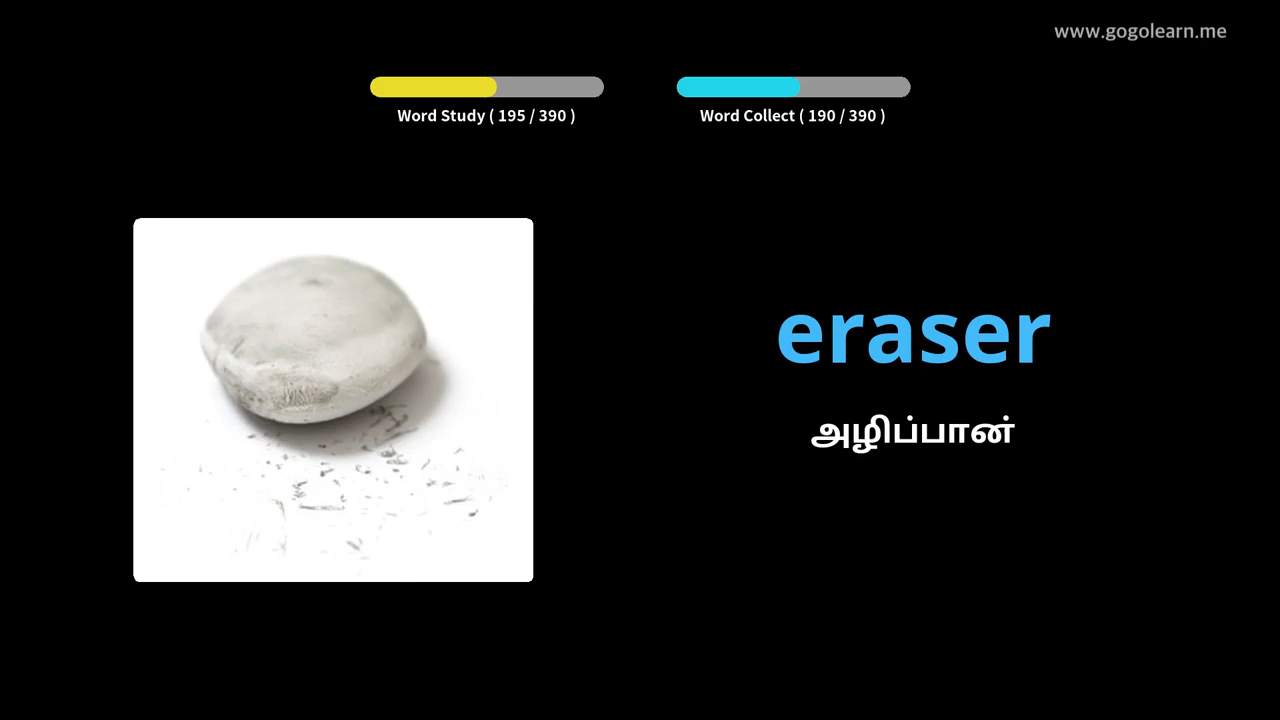 www.gogolearn.me
Word Study ( 195 / 390 )
Word Collect ( 190 / 390 )
eraser
அழிப்பான்